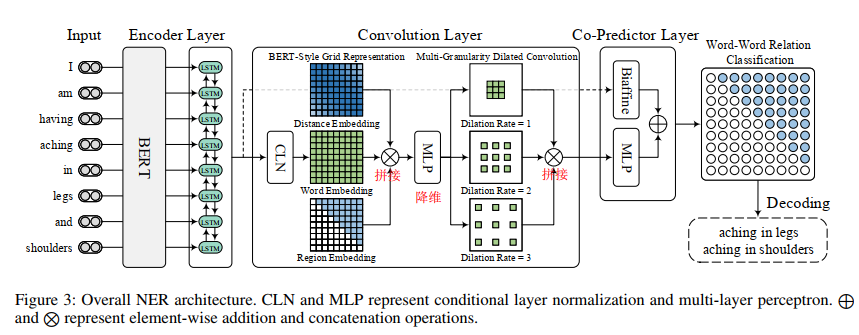 Input
Encoder Layer
Convolution Layer
Co-Predictor Layer
I
am
having
aching
in
legs
and
shoulders
BERT
LSTM
LSTM
LSTM
LSTM
LSTM
LSTM
LSTM
LSTM
BERT-Style Grid Representation
Distance Embedding
CLN
Word Embedding
Region Embedding
拼接
MLP
降维
Multi-Granularity Dilated Convolution
Dilation Rate = 1
Dilation Rate = 2
Dilation Rate = 3
拼接
Biaffine
MLP
Word-Word Relation
Classification
Decoding
aching in legs
aching in shoulders
Figure 3: Overall NER architecture. CLN and MLP represent conditional layer normalization and multi-layer perceptron. ⊕
and ⊗ represent element-wise addition and concatenation operations.